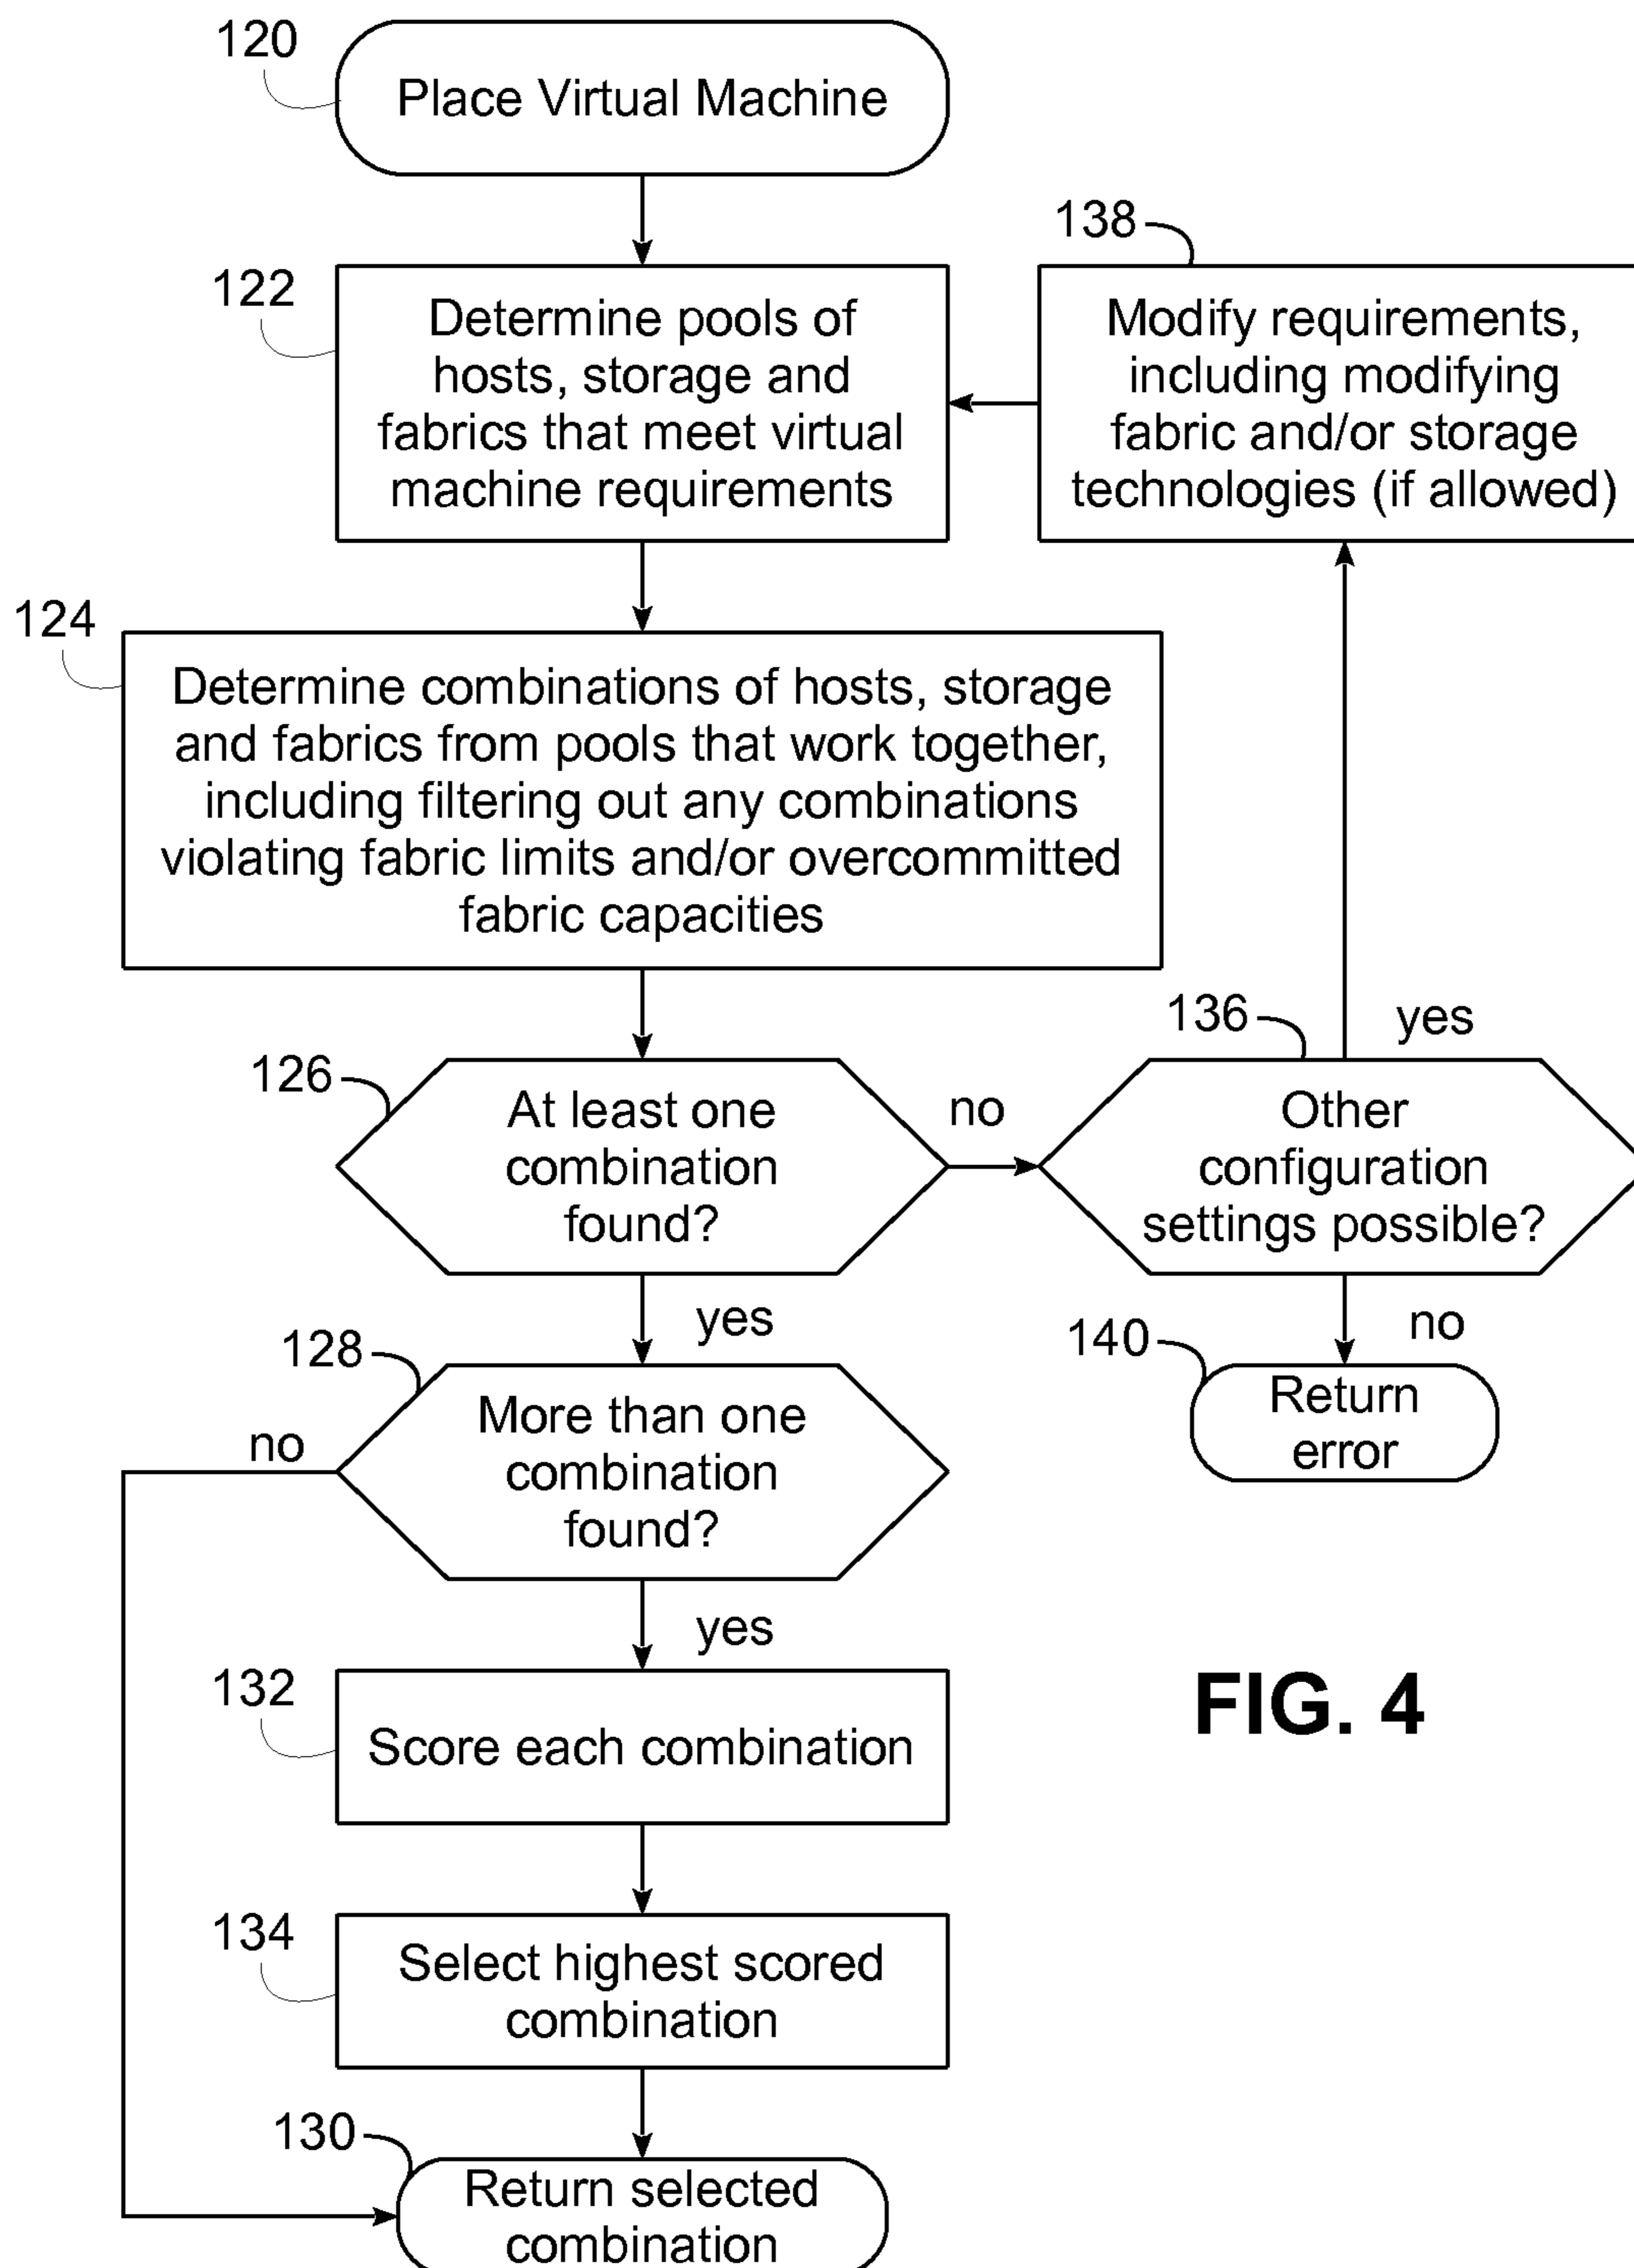 120
Place Virtual Machine
138
122
Determine pools of
hosts, storage and
fabrics that meet virtual
machine requirements
Modify requirements,
including modifying
fabric and/or storage
technologies (if allowed)
124
Determine combinations of hosts, storage
and fabrics from pools that work together,
including filtering out any combinations
violating fabric limits and/or overcommitted
fabric capacities
136
yes
126
At least one
combination
found?
no
Other
configuration
settings possible?
yes
no
128
140
More than one
combination
found?
no
Return
error
yes
132
Score each combination
FIG. 4
134
Select highest scored
combination
130
Return selected
combination